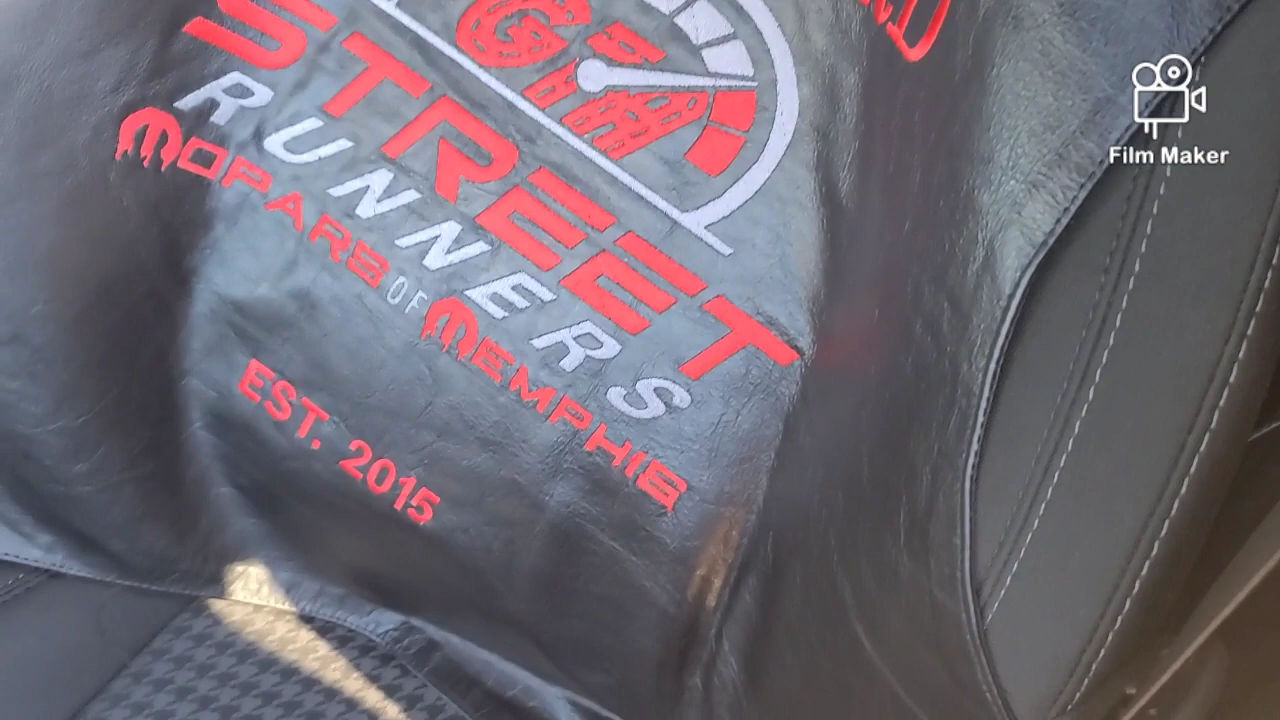 STREET
RUNNERS
MOPARS OF MEMPHIS
EST. 2015
Film Maker